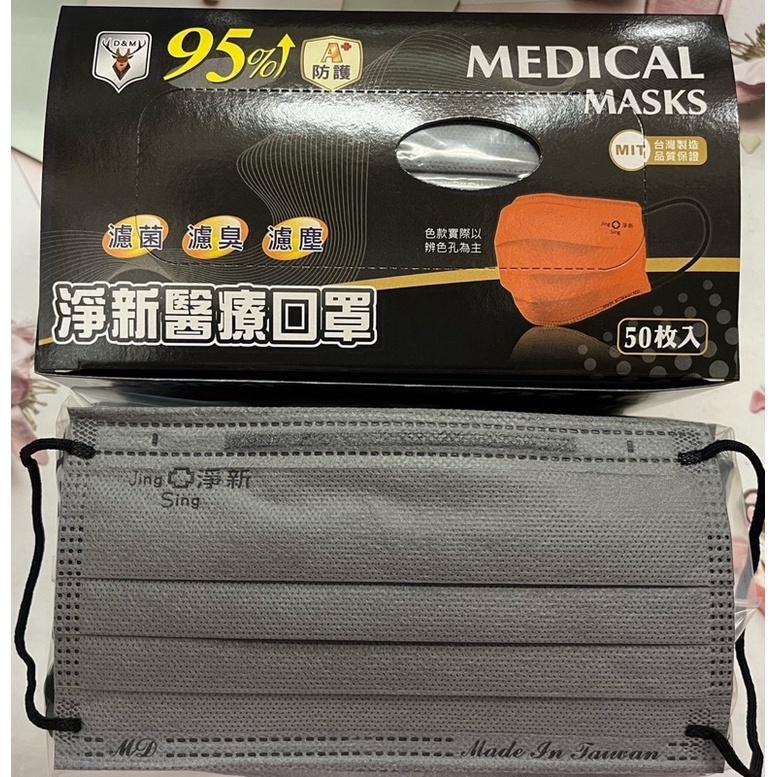 D&M
95%↑
A+
防護
MEDICAL
MASKS
MIT
台灣製造
品質保證
濾菌 濾臭 濾塵
色款實際以
辨色孔為主
Jing 淨新
Sing
淨新醫療口罩
50枚入
Jing 淨新
Sing
MD
Made In Taiwan